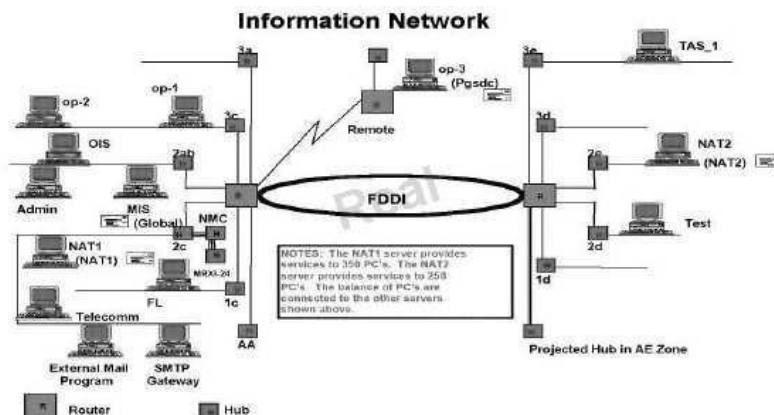 Information Network
3a
3e
TAS_1
op-3
(Pgsdc)
op-2
op-1
Remote
3c
3d
OIS
2ab
2e
NAT2
(NAT2)
Admin
MIS
(Global)
NMC
FDDI
Real
Test
NAT1
(NAT1)
2c
2d
MRXI-24
NOTES: The NAT1 server provides
services to 350 PC's. The NAT2
server provides services to 250
PC's. The balance of PC's are
connected to the other servers
shown above.
FL
1c
1d
Telecomm
AA
Projected Hub in AE Zone
External Mail
Program
SMTP
Gateway
R
Router
Hub